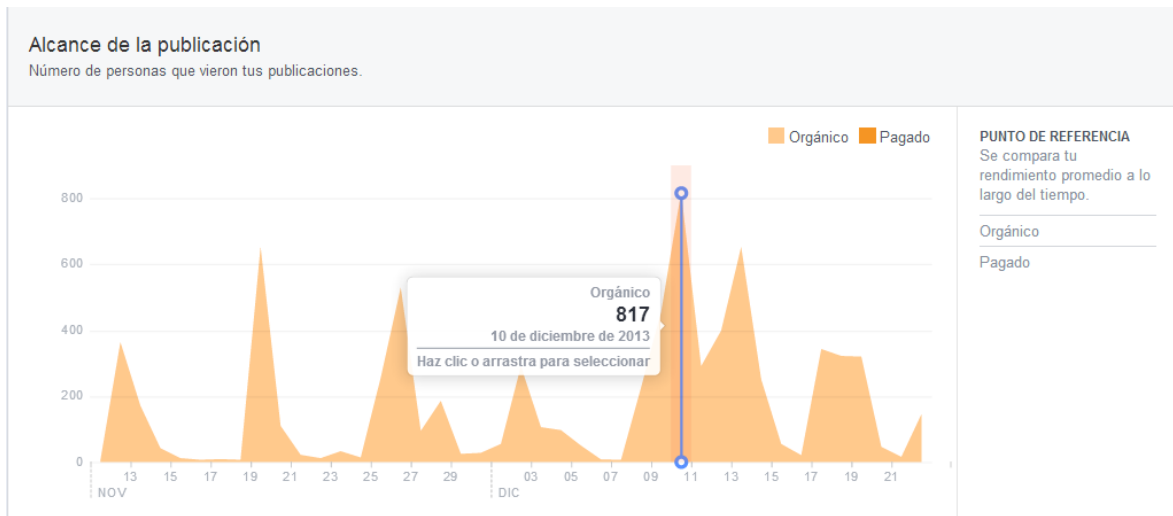 Alcance de la publicación
Número de personas que vieron tus publicaciones.
Orgánico Pagado
PUNTO DE REFERENCIA
Se compara tu
rendimiento promedio a lo
largo del tiempo.
Orgánico
Pagado
800
600
400
200
0
Orgánico
817
10 de diciembre de 2013
Haz clic o arrastra para seleccionar
13 15 17 19 21 23 25 27 29 03 05 07 09 11 13 15 17 19 21
NOV DIC